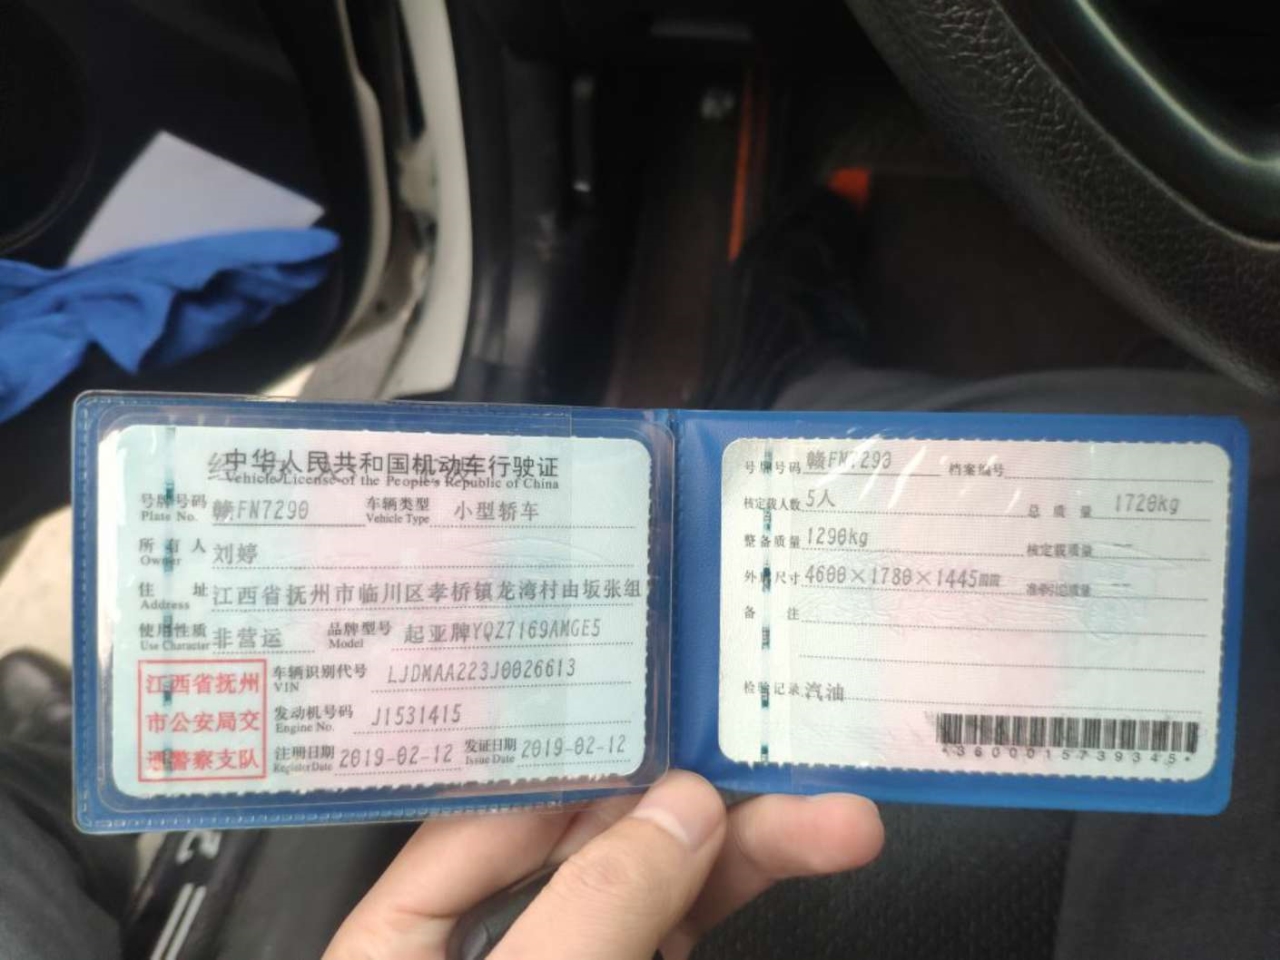 中华人民共和国机动车行驶证
Vehicle License of the People's Republic of China
号牌号码 赣FN7290 车辆类型 小型轿车
Plate No. Vehicle Type
所有人 刘婷
Owner
住址 江西省抚州市临川区孝桥镇龙湾村由坂张组
Address
使用性质 非营运 品牌型号 起亚牌YQZ7169AMGE5
Use Character Model
江西省抚州
市公安局交
通警察支队
车辆识别代号 LJDMAA223J0026613
VIN
发动机号码 J1531415
Engine No.
注册日期 2019-02-12 发证日期 2019-02-12
Register Date Issue Date
号牌号码 赣FN7290 档案编号
核定载人数 5人 总质量 1720kg
整备质量 1290kg 核定载质量 --
外廓尺寸 4600×1780×1445mm 准牵引总质量 --
备注
检验记录 汽油
*3600015739345*